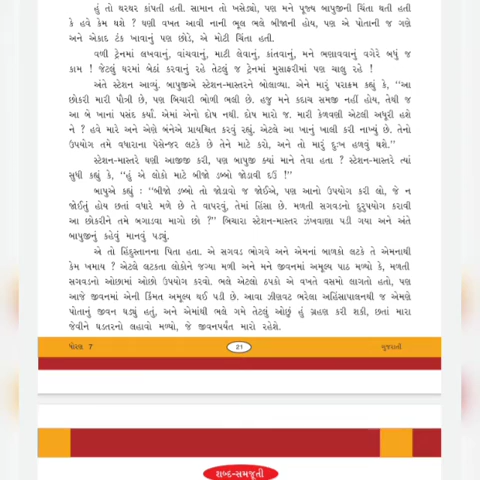 હું તો થરથર કાંપતી હતી. સામાન તો ખસેડ્યો, પણ મને પૂજ્ય બાપુજીની ચિંતા થતી હતી
કે હવે કેમ થશે ? ઘણી વખત આવી નાની ભૂલ ભલે બીજાની હોય, પણ એ પોતાની જ ગણે
અને એકાદ ટંક ખાવાનું પણ છોડે, એ મોટી ચિંતા હતી.
વળી ટ્રેનમાં લખવાનું, વાંચવાનું, માટી લેવાનું, કાંતવાનું, મને ભણાવવાનું વગેરે બધું જ
કામ ! જેટલું ઘરમાં બેઠાં કરવાનું રહે તેટલું જ ટ્રેનમાં મુસાફરીમાં પણ ચાલુ રહે !
અંતે સ્ટેશન આવ્યું. બાપુજીએ સ્ટેશન-માસ્તરને બોલાવ્યા. એને મારું પરાક્રમ કહ્યું કે, “આ
છોકરી મારી પૌત્રી છે, પણ બિચારી ભોળી ભલી છે. હજુ મને કદાચ સમજી નહીં હોય, તેથી જ
આ બે ખાનાં પસંદ કર્યાં. એમાં એનો દોષ નથી. દોષ મારો જ. મારી કેળવણી એટલી અધૂરી હશે
ને ? હવે મારે અને એણે બંનેએ પ્રાયશ્ચિત કરવું રહ્યું. એટલે આ ખાનું ખાલી કરી નાખ્યું છે. તેનો
ઉપયોગ તમે વધારાના પેસેન્જર લટકે છે તેને માટે કરો, અને તો મારું દુઃખ હળવું થશે.”
સ્ટેશન-માસ્તરે ઘણી આજીજી કરી, પણ બાપુજી ક્યાં માને તેવા હતા ? સ્ટેશન-માસ્તરે ત્યાં
સુધી કહ્યું કે, “હું એ લોકો માટે બીજો ડબ્બો જોડાવી દઉં !”
બાપુએ કહ્યું : “બીજો ડબ્બો તો જોડાવો જ જોઈએ, પણ આનો ઉપયોગ કરી લો, જે ન
જોઈતું હોય છતાં વધારે મળે છે તે વાપરવું, તેમાં હિંસા છે. મળતી સગવડનો દુરુપયોગ કરાવી
આ છોકરીને તમે બગાડવા માગો છો ?” બિચારા સ્ટેશન-માસ્તર ઝંખવાણા પડી ગયા અને અંતે
બાપુજીનું કહેવું માનવું પડ્યું.
એ તો હિંદુસ્તાનના પિતા હતા. એ સગવડ ભોગવે અને એમનાં બાળકો લટકે તે એમનાથી
કેમ ખમાય ? એટલે લટકતા લોકોને જગ્યા મળી અને મને જીવનમાં અમૂલ્ય પાઠ મળ્યો કે, મળતી
સગવડનો ઓછામાં ઓછો ઉપયોગ કરવો. ભલે એટલો ઠપકો એ વખતે વસમો લાગતો હતો, પણ
આજે જીવનમાં એની કિંમત અમૂલ્ય થઈ પડી છે. આવા ઝીણવટ ભરેલા અહિંસાપાલનથી જ એમણે
પોતાનું જીવન ઘડ્યું હતું, અને એમાંથી ભલે ગમે તેટલું ઓછું હું ગ્રહણ કરી શકી, છતાં મારા
જેવીને ઘડતરનો લહાવો મળ્યો, જે જીવનપર્યંત મારો રહેશે.
ધોરણ 7
21
ગુજરાતી
શબ્દ-સમજૂતી